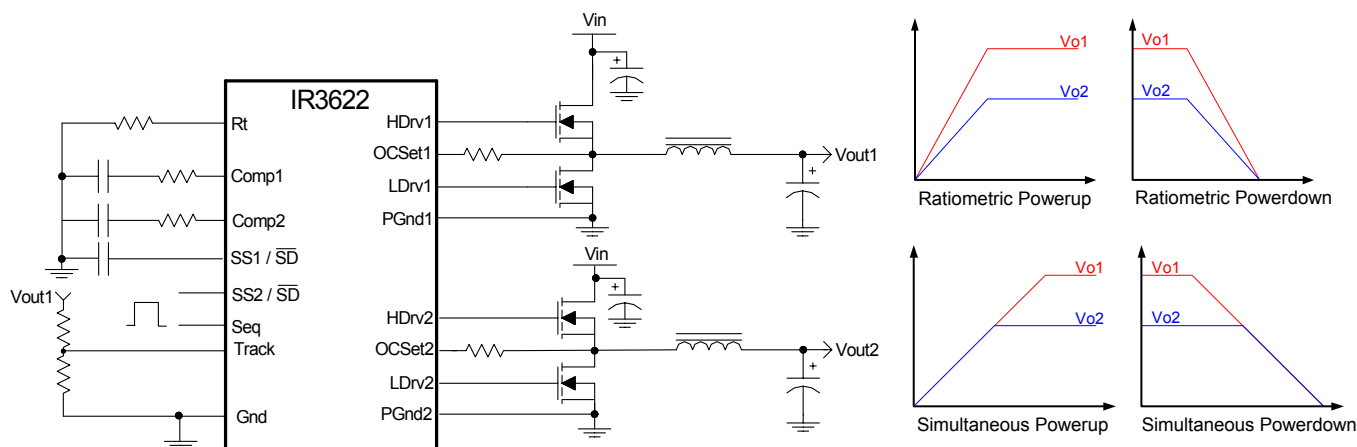 IR3622
Rt
Comp1
Comp2
SS1 / SD
SS2 / SD
Seq
Track
Gnd
Vout1
HDrv1
OCSet1
LDrv1
PGnd1
HDrv2
OCSet2
LDrv2
PGnd2
Vin
+
+
Vout1
Vin
+
+
Vout2
Vo1
Vo2
Ratiometric Powerup
Vo1
Vo2
Ratiometric Powerdown
Vo1
Vo2
Simultaneous Powerup
Vo1
Vo2
Simultaneous Powerdown